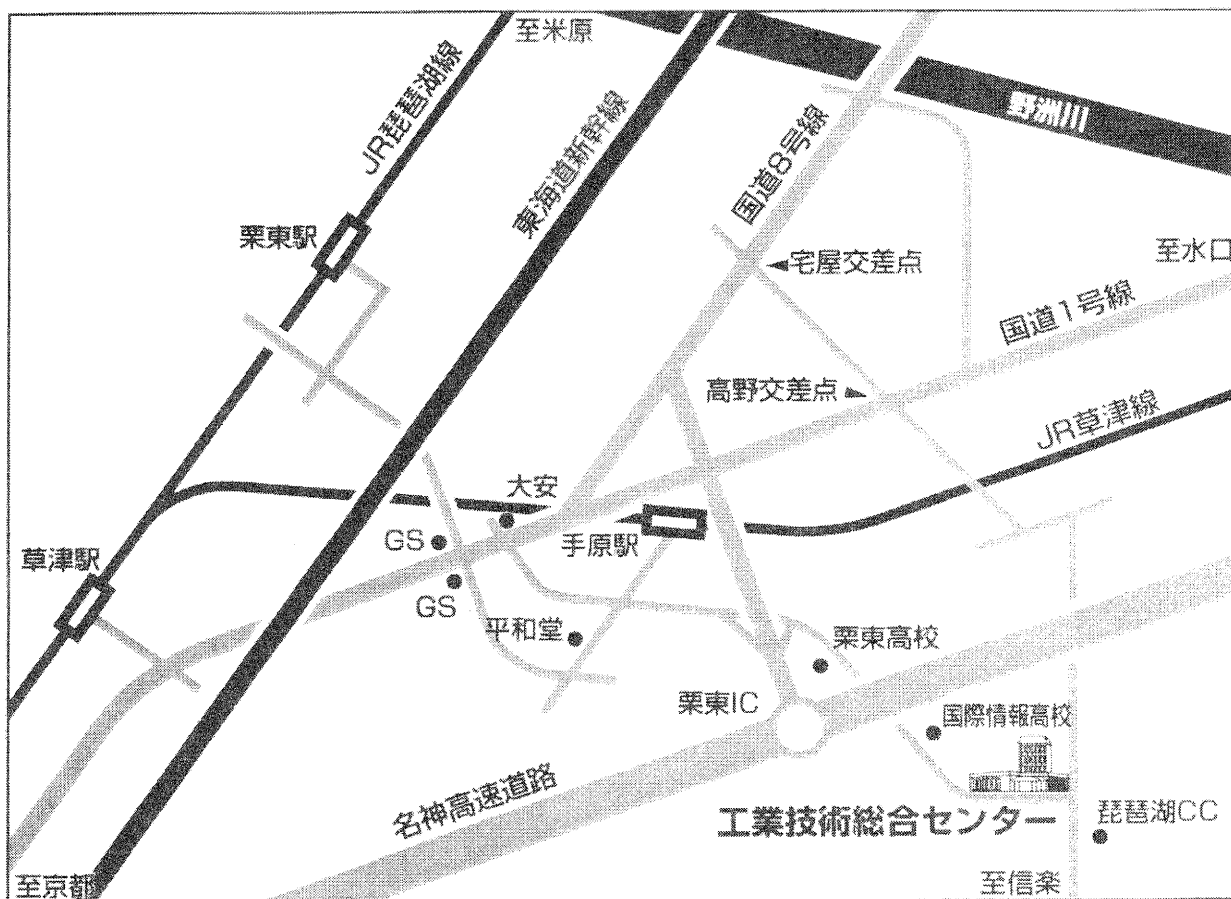 至米原
JR琵琶湖線
東海道新幹線
国道8号線
野洲川
栗東駅
宅屋交差点
至水口
国道1号線
高野交差点
JR草津線
大安
GS
手原駅
草津駅
GS
平和堂
栗東高校
栗東IC
国際情報高校
名神高速道路
工業技術総合センター
琵琶湖CC
至京都
至信楽